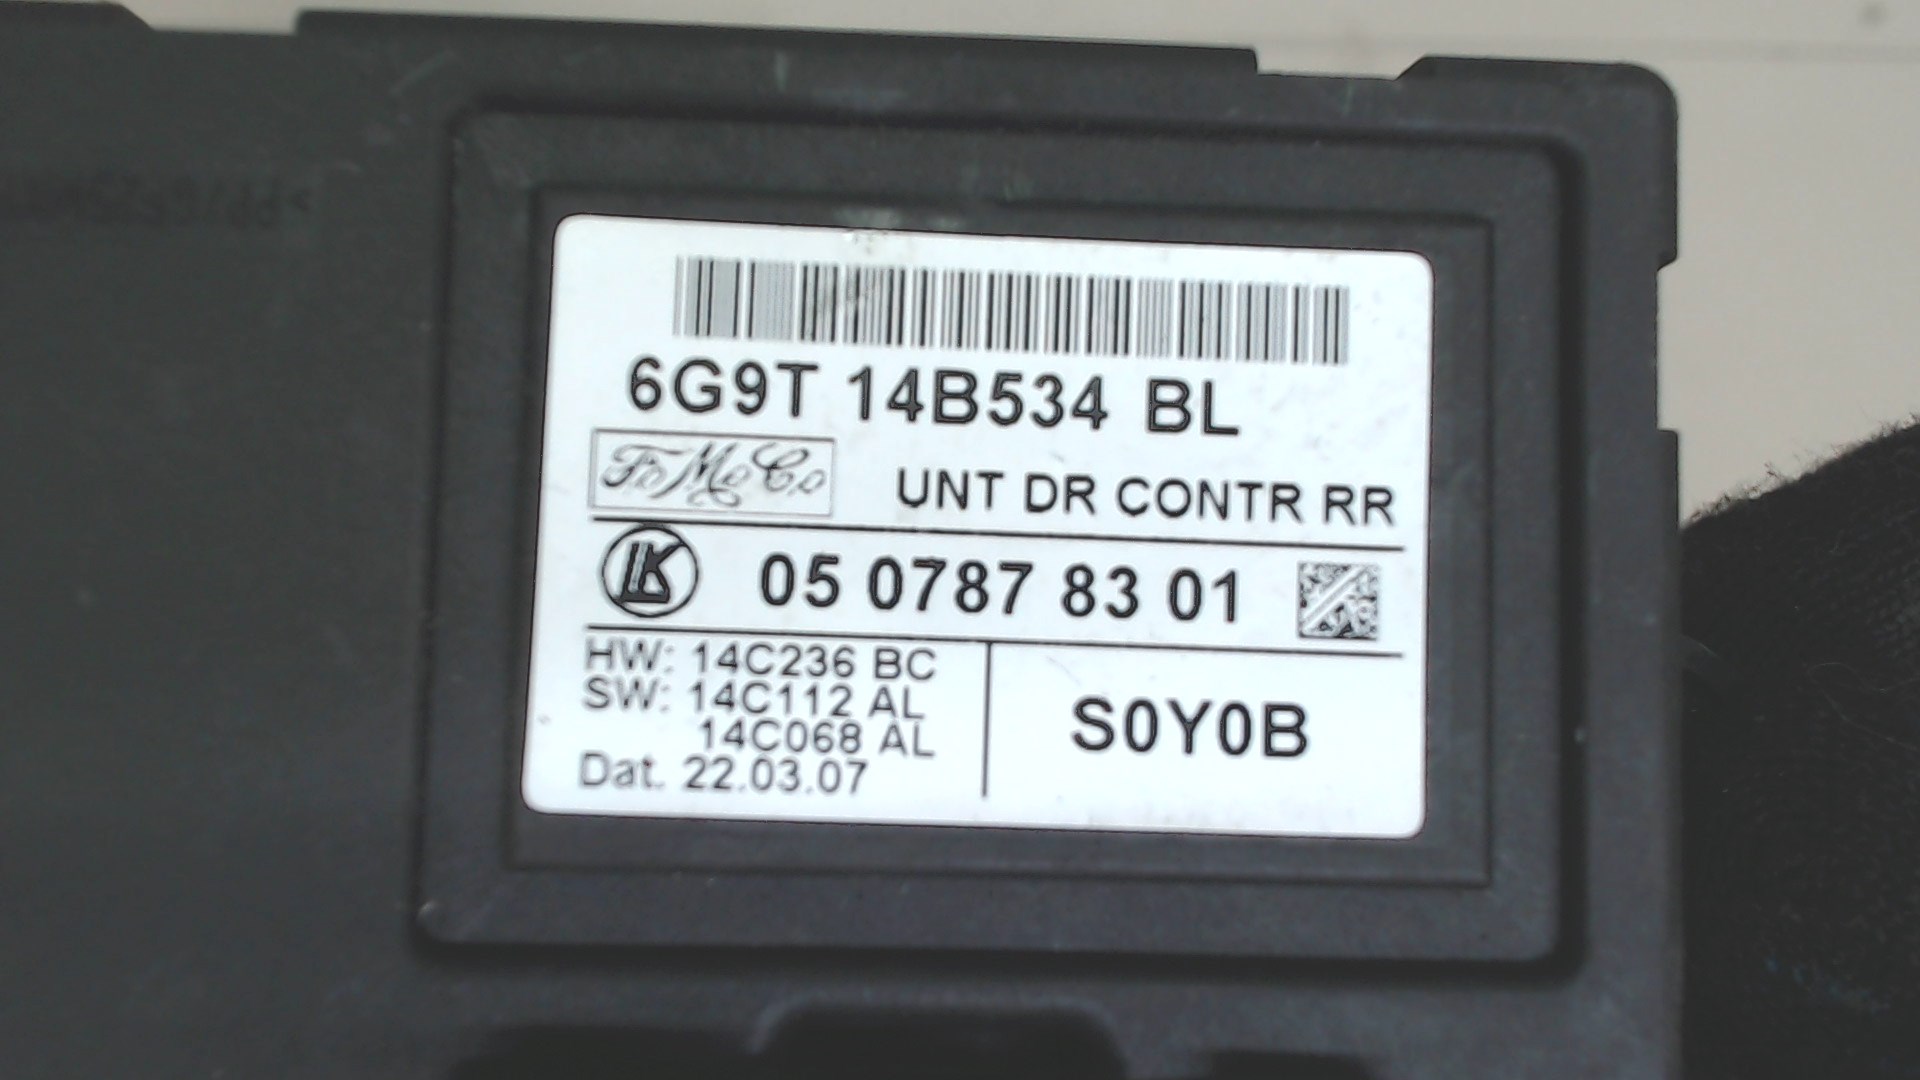 6G9T 14B534 BL
FoMoCo
UNT DR CONTR RR
LK 05 0787 83 01
HW: 14C236 BC
SW: 14C112 AL
14C068 AL
Dat. 22.03.07
S0Y0B